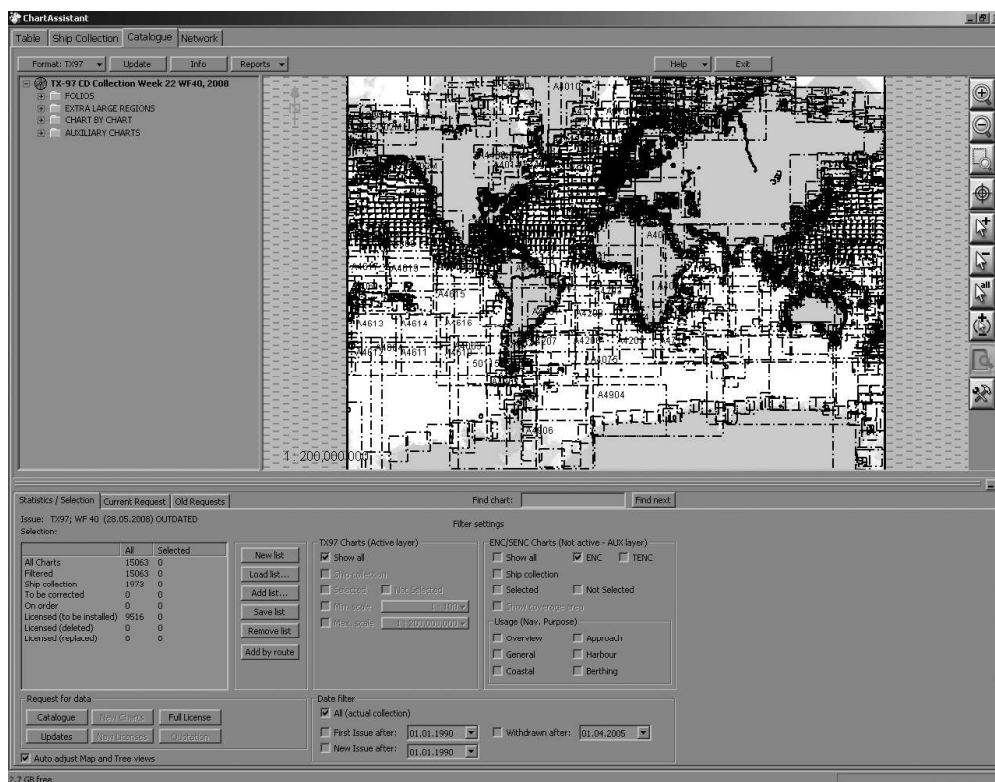 ChartAssistant
Table Ship Collection Catalogue Network
Format: TX97 Update Info Reports Help Exit
TX-97 CD Collection Week 22 WF40, 2008
FOLIOS
EXTRA LARGE REGIONS
CHART BY CHART
AUXILIARY CHARTS
A4010
A4615
A4613 A4614 A4616
A4611
A4904
A4906
1 : 200,000,000
all
Statistics / Selection Current Request Old Requests Find chart: Find next
Issue: TX97; WF 40 (28.05.2008) OUTDATED
Selection:
Filter settings
All Selected
All Charts 15063 0
Filtered 15063 0
Ship collection 1973 0
To be corrected 0 0
On order 0 0
Licensed (to be installed) 9516 0
Licensed (deleted) 0 0
Licensed (replaced) 0 0
New list
Load list...
Add list...
Save list
Remove list
Add by route
TX97 Charts (Active layer)
Show all
Ship collection
Selected Not Selected
Min. scale 1 : 100
Max. scale 1 : 200,000,000
ENC/SENC Charts (Not active - AUX layer)
Show all ENC TENC
Ship collection
Selected Not Selected
Show coverage area
Usage (Nav. Purpose)
Overview Approach
General Harbour
Coastal Berthing
Request for data
Catalogue New Charts Full License
Updates New Licenses Quotation
Date filter
All (actual collection)
First Issue after: 01.01.1990 Withdrawn after: 01.04.2005
New Issue after: 01.01.1990
Auto adjust Map and Tree views
2.7 GB free